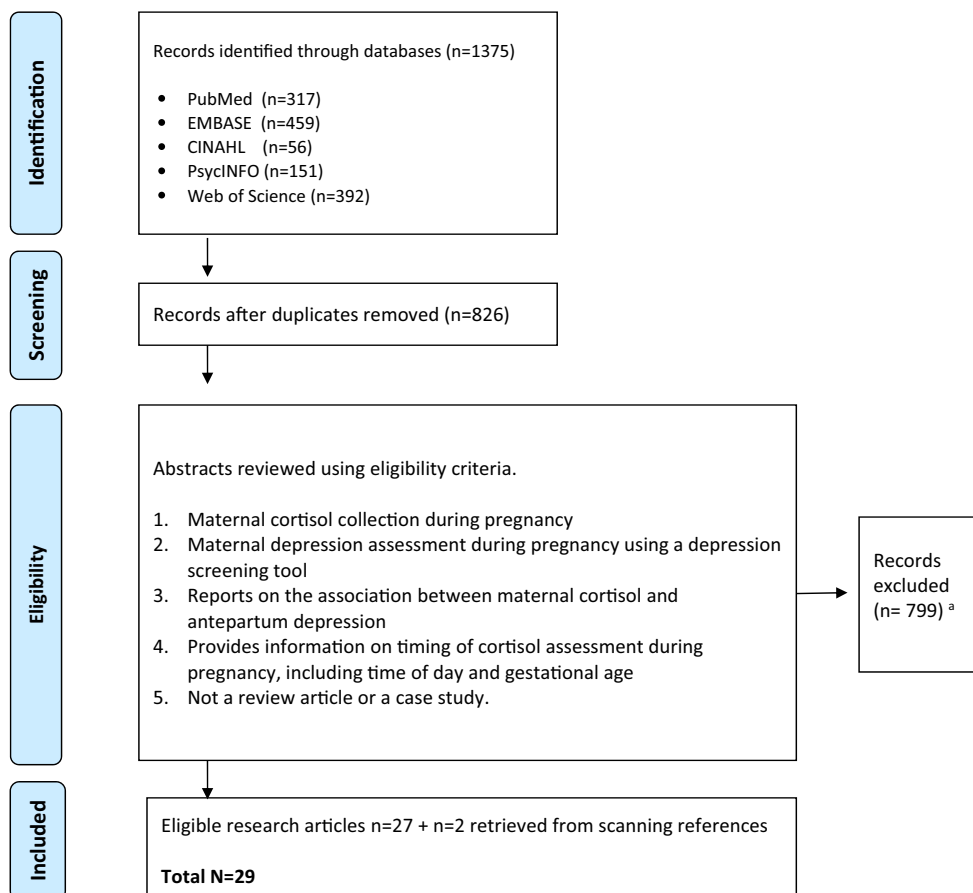 Identification
Records identified through databases (n=1375)
• PubMed (n=317)
• EMBASE (n=459)
• CINAHL (n=56)
• PsycINFO (n=151)
• Web of Science (n=392)
Screening
Records after duplicates removed (n=826)
Eligibility
Abstracts reviewed using eligibility criteria.
1. Maternal cortisol collection during pregnancy
2. Maternal depression assessment during pregnancy using a depression
screening tool
3. Reports on the association between maternal cortisol and
antepartum depression
4. Provides information on timing of cortisol assessment during
pregnancy, including time of day and gestational age
5. Not a review article or a case study.
Records
excluded
(n= 799) a
Included
Eligible research articles n=27 + n=2 retrieved from scanning references
Total N=29